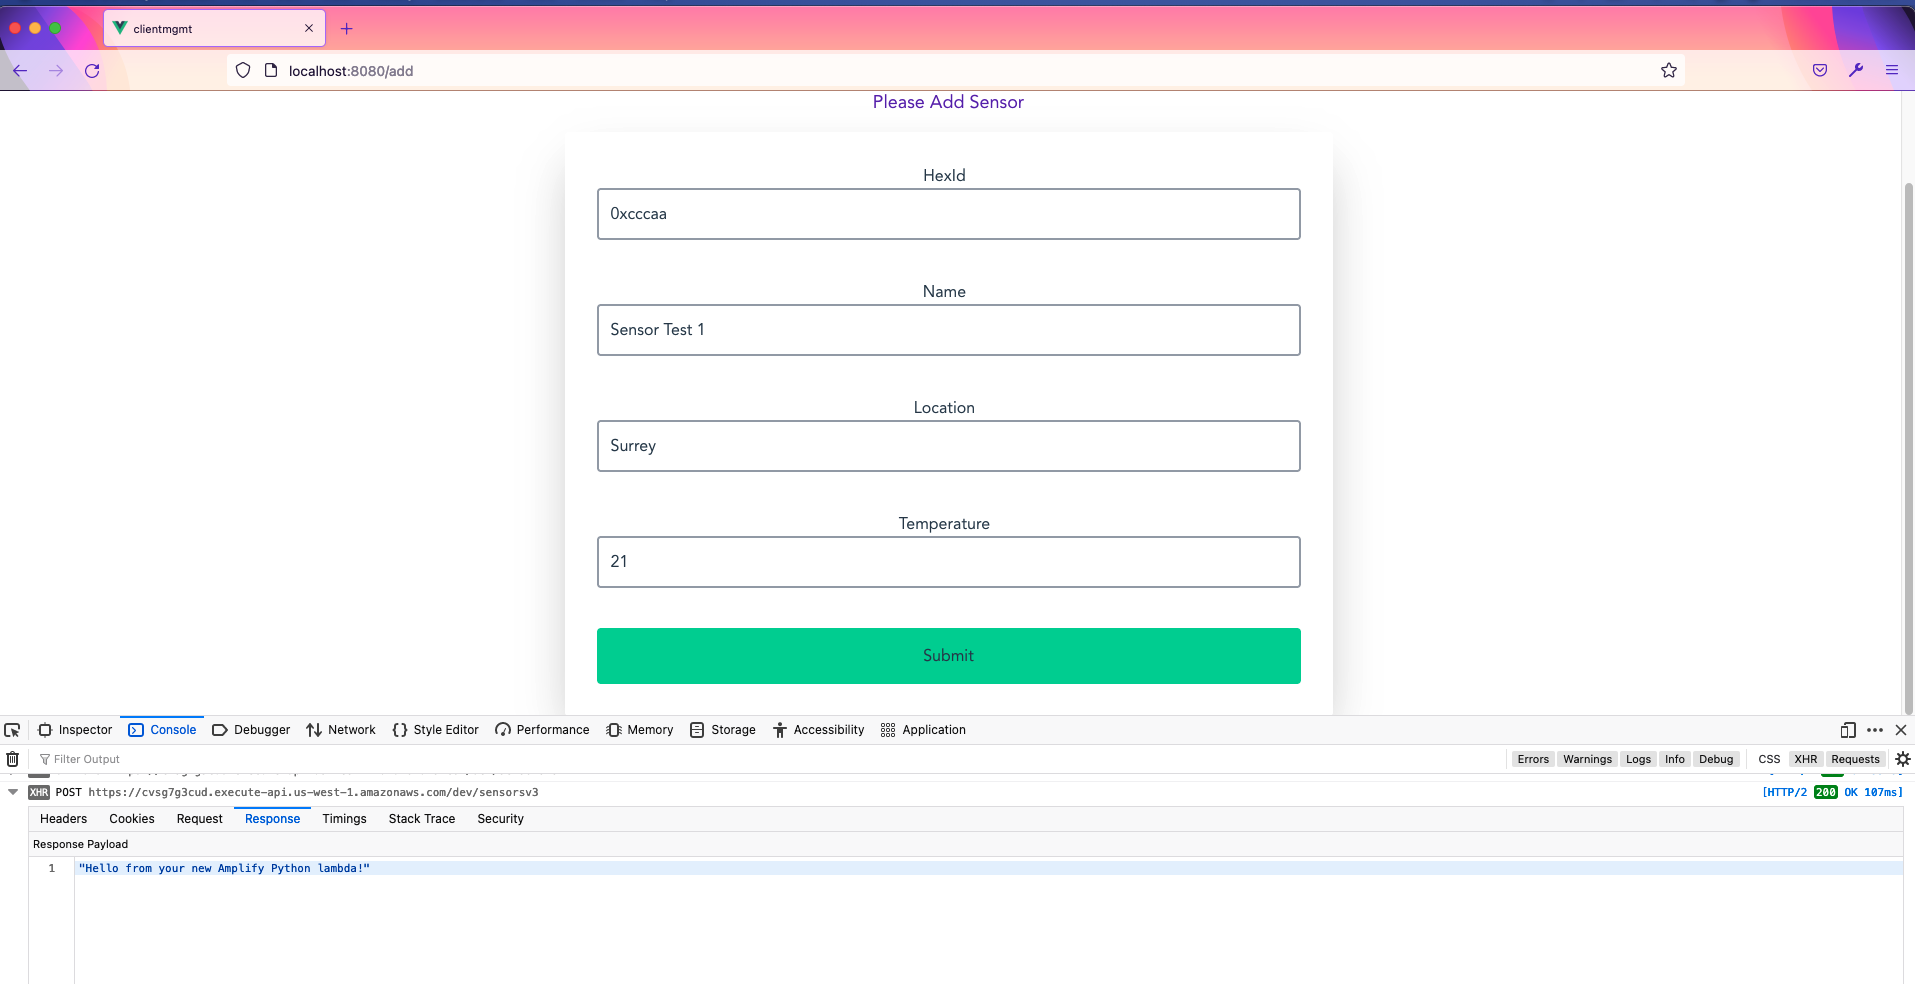 clientmgmt
localhost:8080/add
Please Add Sensor
HexId
0xcccaa
Name
Sensor Test 1
Location
Surrey
Temperature
21
Submit
Inspector Console Debugger Network Style Editor Performance Memory Storage Accessibility Application
Filter Output Errors Warnings Logs Info Debug CSS XHR Requests
XHR POST https://cvsg7g3cud.execute-api.us-west-1.amazonaws.com/dev/sensorsv3 [HTTP/2 200 OK 107ms]
Headers Cookies Request Response Timings Stack Trace Security
Response Payload
1 "Hello from your new Amplify Python lambda!"